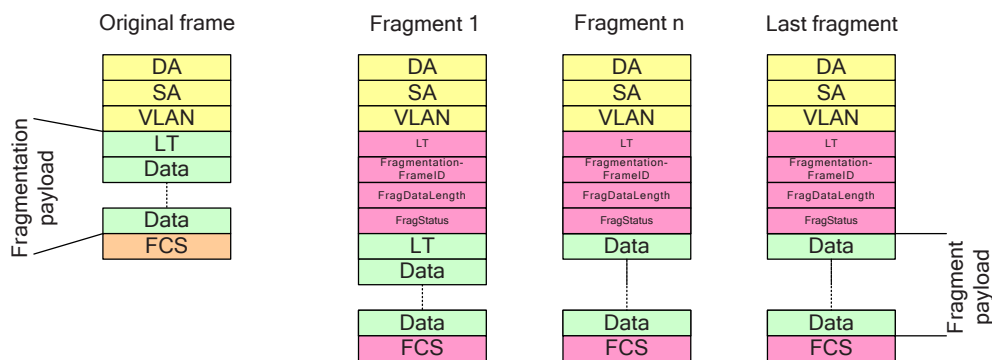 Original frame
DA
SA
VLAN
LT
Data
Data
FCS
Fragmentation
payload
Fragment 1
DA
SA
VLAN
LT
Fragmentation-
FrameID
FragDataLength
FragStatus
LT
Data
Data
FCS
Fragment n
DA
SA
VLAN
LT
Fragmentation-
FrameID
FragDataLength
FragStatus
Data
Data
FCS
Last fragment
DA
SA
VLAN
LT
Fragmentation-
FrameID
FragDataLength
FragStatus
Data
Data
FCS
Fragment
payload